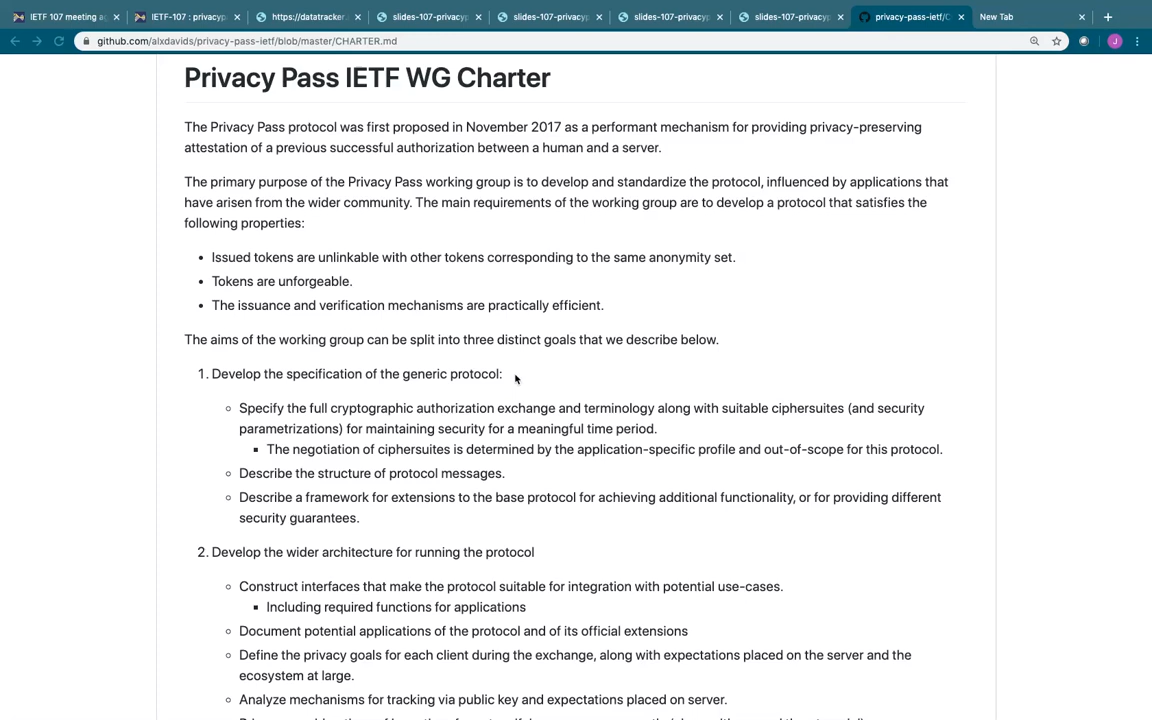 IETF 107 meeting a
IETF-107 : privacyp
https://datatracker.
slides-107-privacyp
slides-107-privacyp
slides-107-privacyp
slides-107-privacyp
privacy-pass-ietf/C
New Tab
github.com/alxdavids/privacy-pass-ietf/blob/master/CHARTER.md
J
Privacy Pass IETF WG Charter
The Privacy Pass protocol was first proposed in November 2017 as a performant mechanism for providing privacy-preserving
attestation of a previous successful authorization between a human and a server.
The primary purpose of the Privacy Pass working group is to develop and standardize the protocol, influenced by applications that
have arisen from the wider community. The main requirements of the working group are to develop a protocol that satisfies the
following properties:
• Issued tokens are unlinkable with other tokens corresponding to the same anonymity set.
• Tokens are unforgeable.
• The issuance and verification mechanisms are practically efficient.
The aims of the working group can be split into three distinct goals that we describe below.
1. Develop the specification of the generic protocol:
◦ Specify the full cryptographic authorization exchange and terminology along with suitable ciphersuites (and security
parametrizations) for maintaining security for a meaningful time period.
▪ The negotiation of ciphersuites is determined by the application-specific profile and out-of-scope for this protocol.
◦ Describe the structure of protocol messages.
◦ Describe a framework for extensions to the base protocol for achieving additional functionality, or for providing different
security guarantees.
2. Develop the wider architecture for running the protocol
◦ Construct interfaces that make the protocol suitable for integration with potential use-cases.
▪ Including required functions for applications
◦ Document potential applications of the protocol and of its official extensions
◦ Define the privacy goals for each client during the exchange, along with expectations placed on the server and the
ecosystem at large.
◦ Analyze mechanisms for tracking via public key and expectations placed on server.